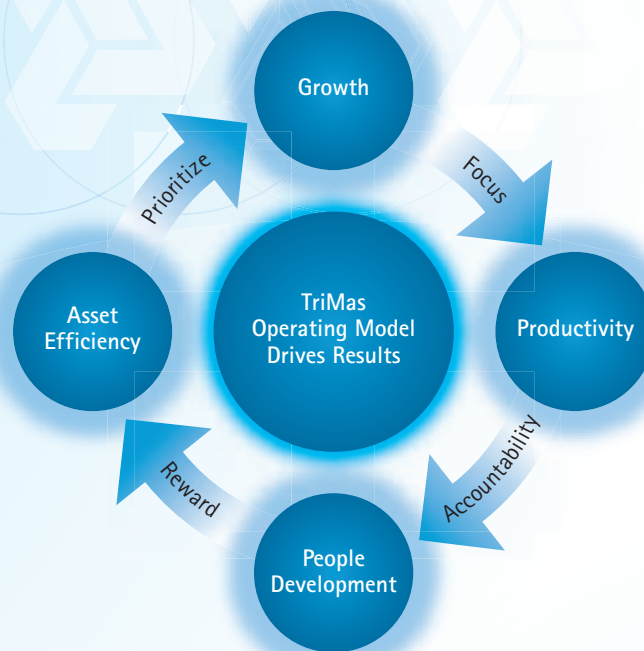 Growth
Prioritize
Focus
Asset
Efficiency
TriMas
Operating Model
Drives Results
Productivity
Reward
Accountability
People
Development